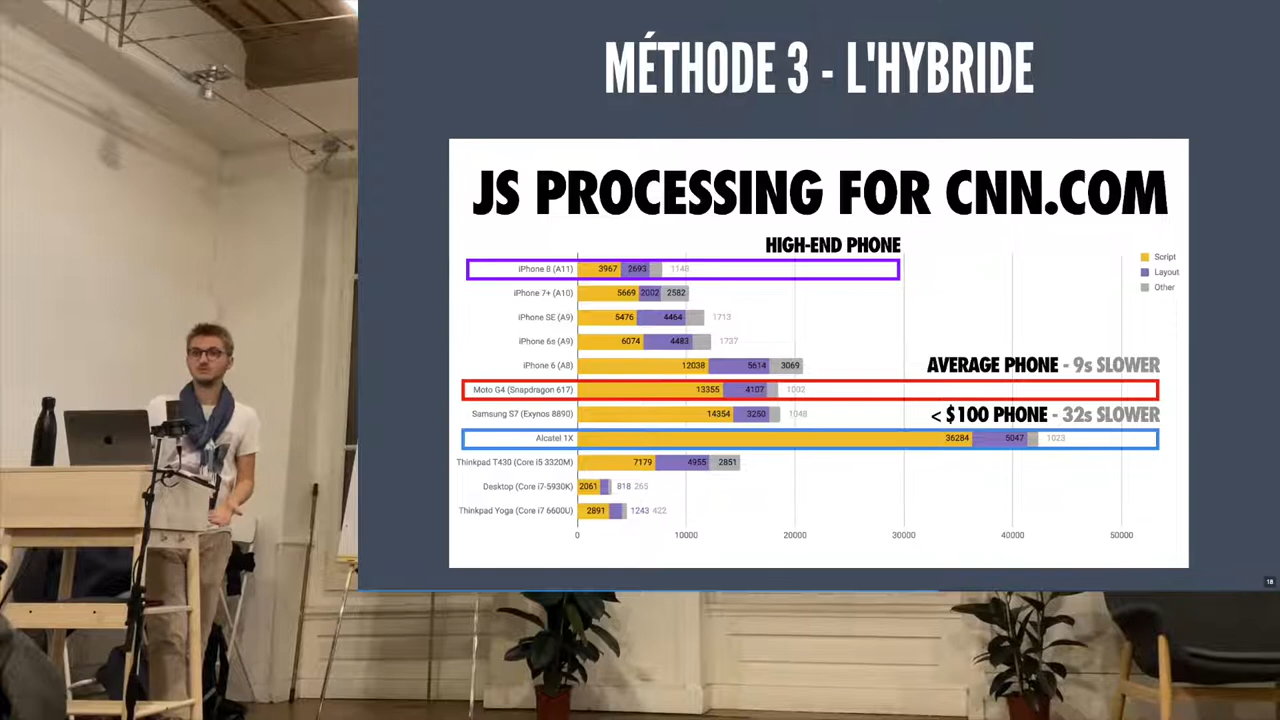 MÉTHODE 3 - L'HYBRIDE
JS PROCESSING FOR CNN.COM
HIGH-END PHONE
Script
Layout
Other
iPhone 8 (A11) 3967 2693 1148
iPhone 7+ (A10) 5669 2002 2582
iPhone SE (A9) 5476 4464 1713
iPhone 6s (A9) 6074 4483 1737
iPhone 6 (A8) 12038 5614 3069
AVERAGE PHONE - 9s SLOWER
Moto G4 (Snapdragon 617) 13355 4107 1002
Samsung S7 (Exynos 8890) 14354 3250 1048
< $100 PHONE - 32s SLOWER
Alcatel 1X 36284 5047 1023
Thinkpad T430 (Core i5 3320M) 7179 4955 2851
Desktop (Core i7-5930K) 2061 818 265
Thinkpad Yoga (Core i7 6600U) 2891 1243 422
0 10000 20000 30000 40000 50000
18